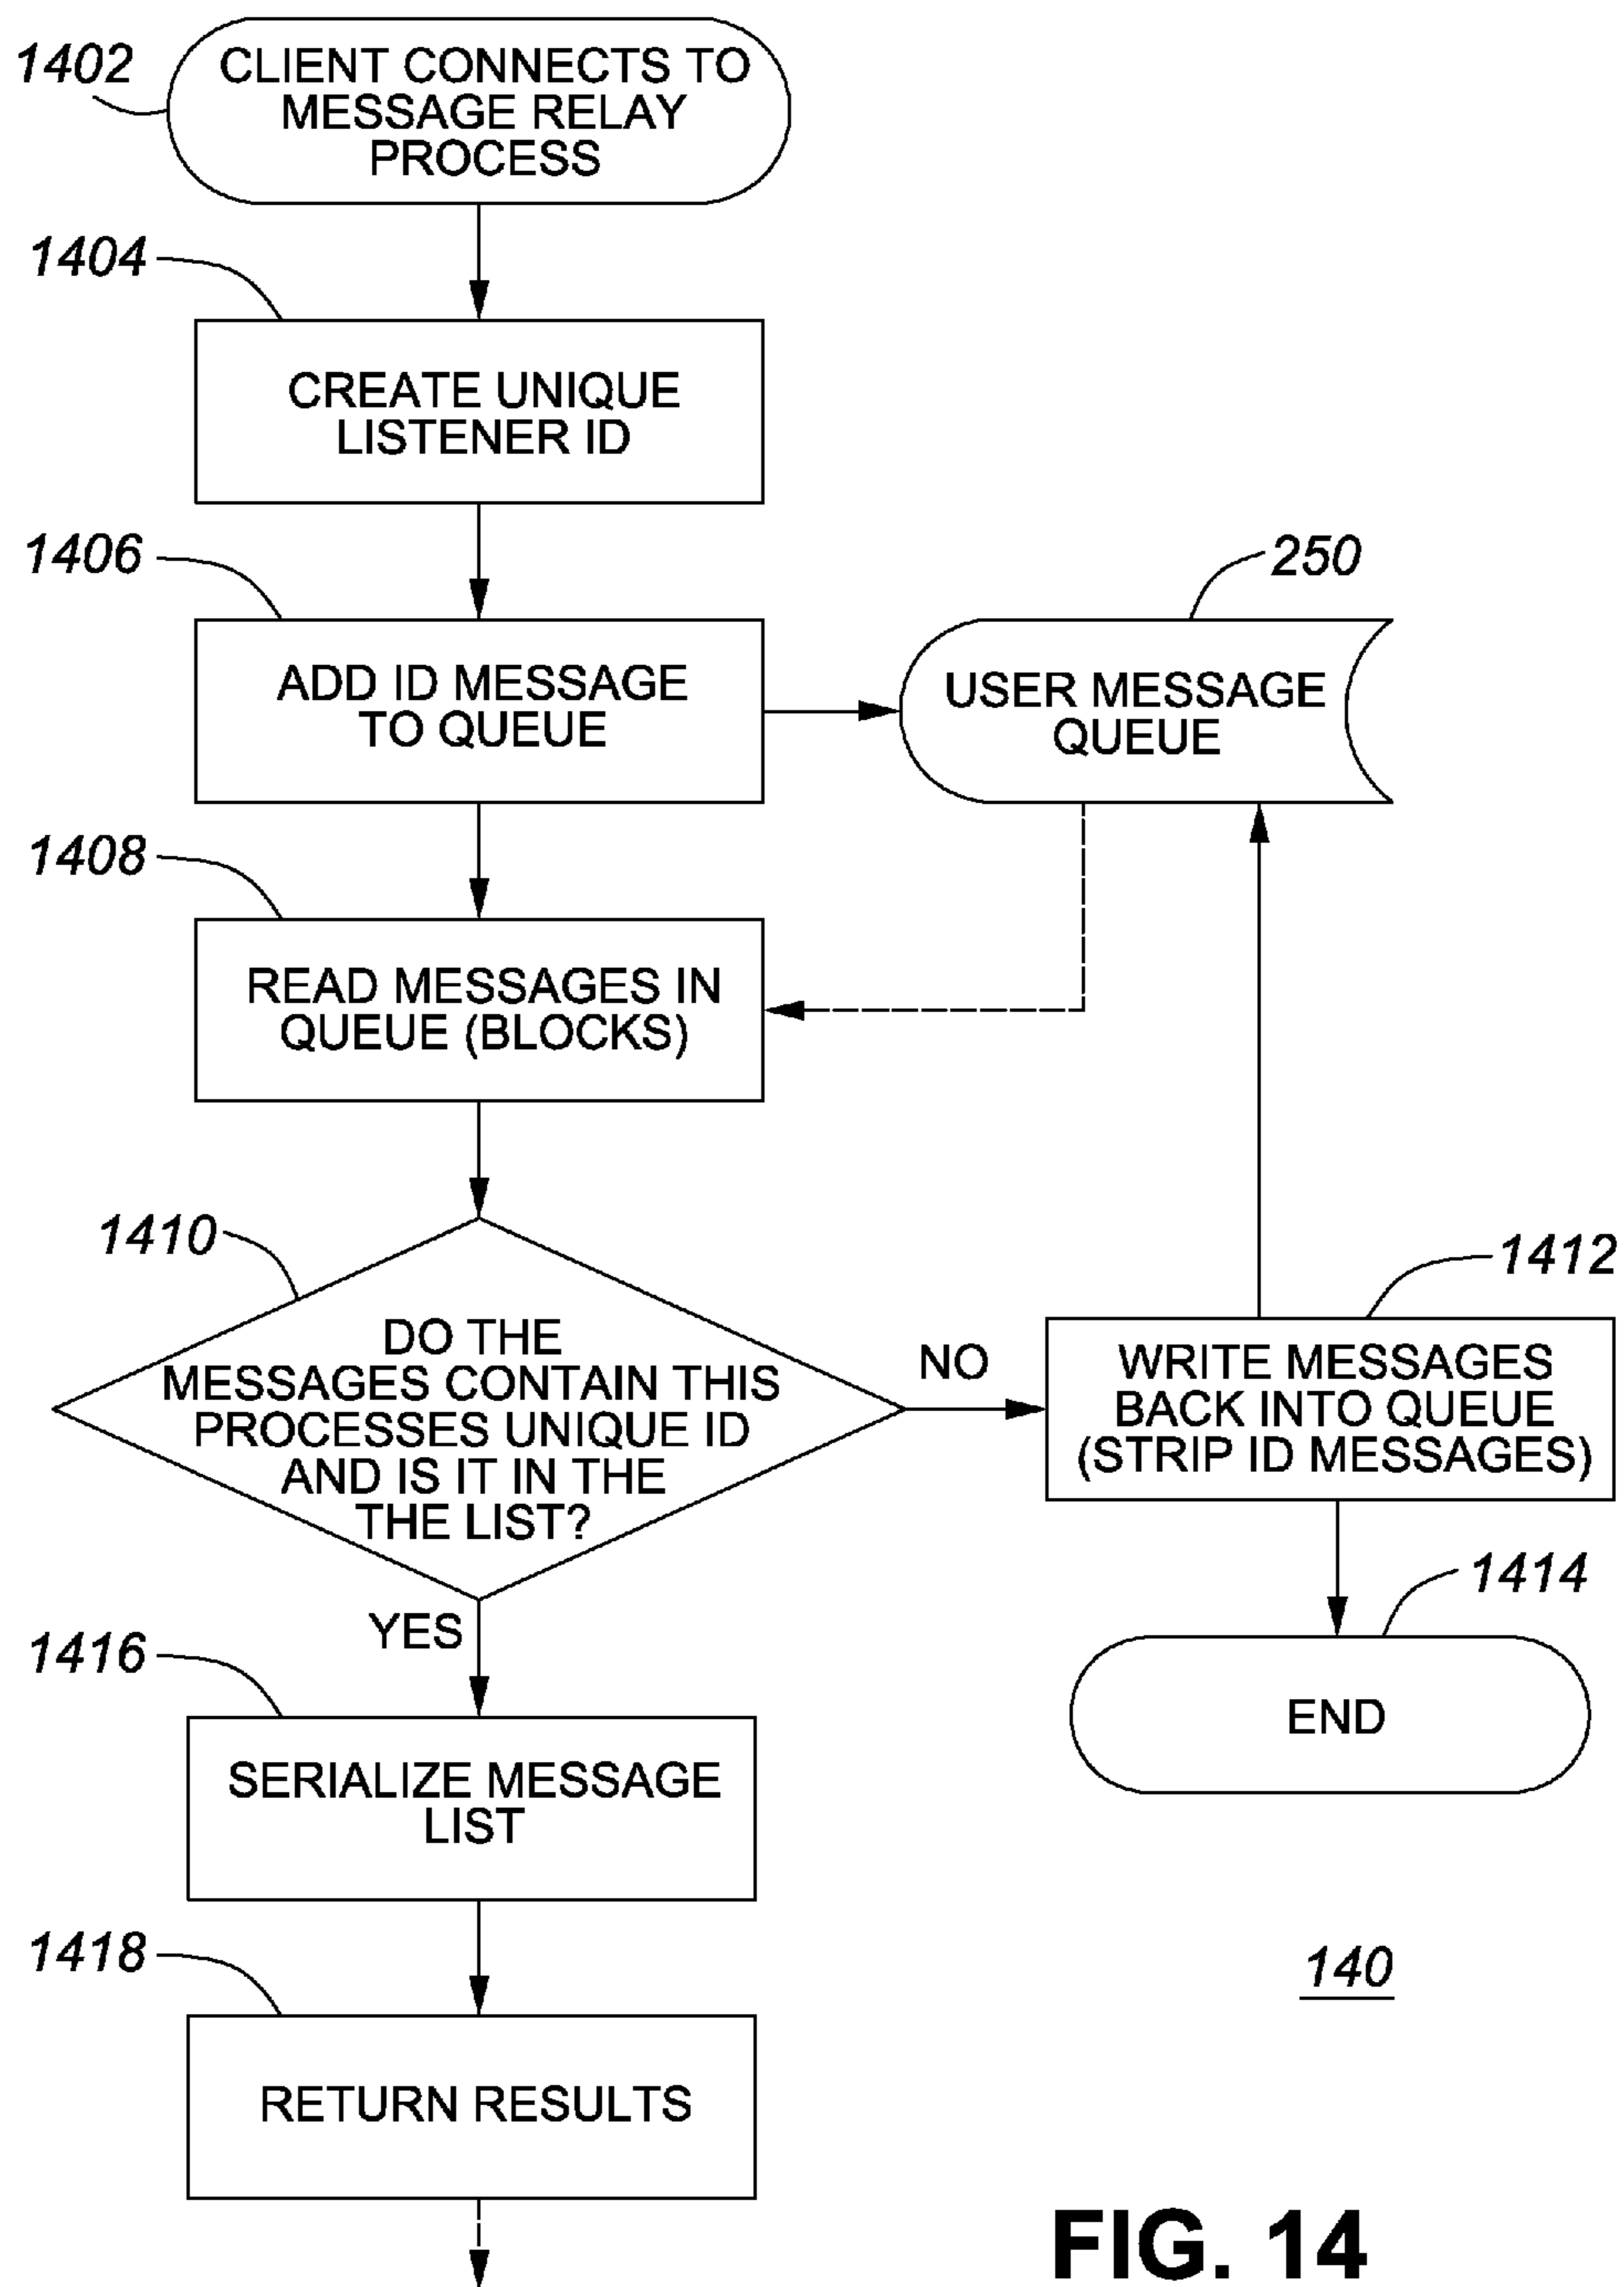 1402
CLIENT CONNECTS TO
MESSAGE RELAY
PROCESS
1404
CREATE UNIQUE
LISTENER ID
1406
ADD ID MESSAGE
TO QUEUE
250
USER MESSAGE
QUEUE
1408
READ MESSAGES IN
QUEUE (BLOCKS)
1410
DO THE
MESSAGES CONTAIN THIS
PROCESSES UNIQUE ID
AND IS IT IN THE
THE LIST?
NO
1412
WRITE MESSAGES
BACK INTO QUEUE
(STRIP ID MESSAGES)
1414
END
YES
1416
SERIALIZE MESSAGE
LIST
1418
RETURN RESULTS
140
FIG. 14